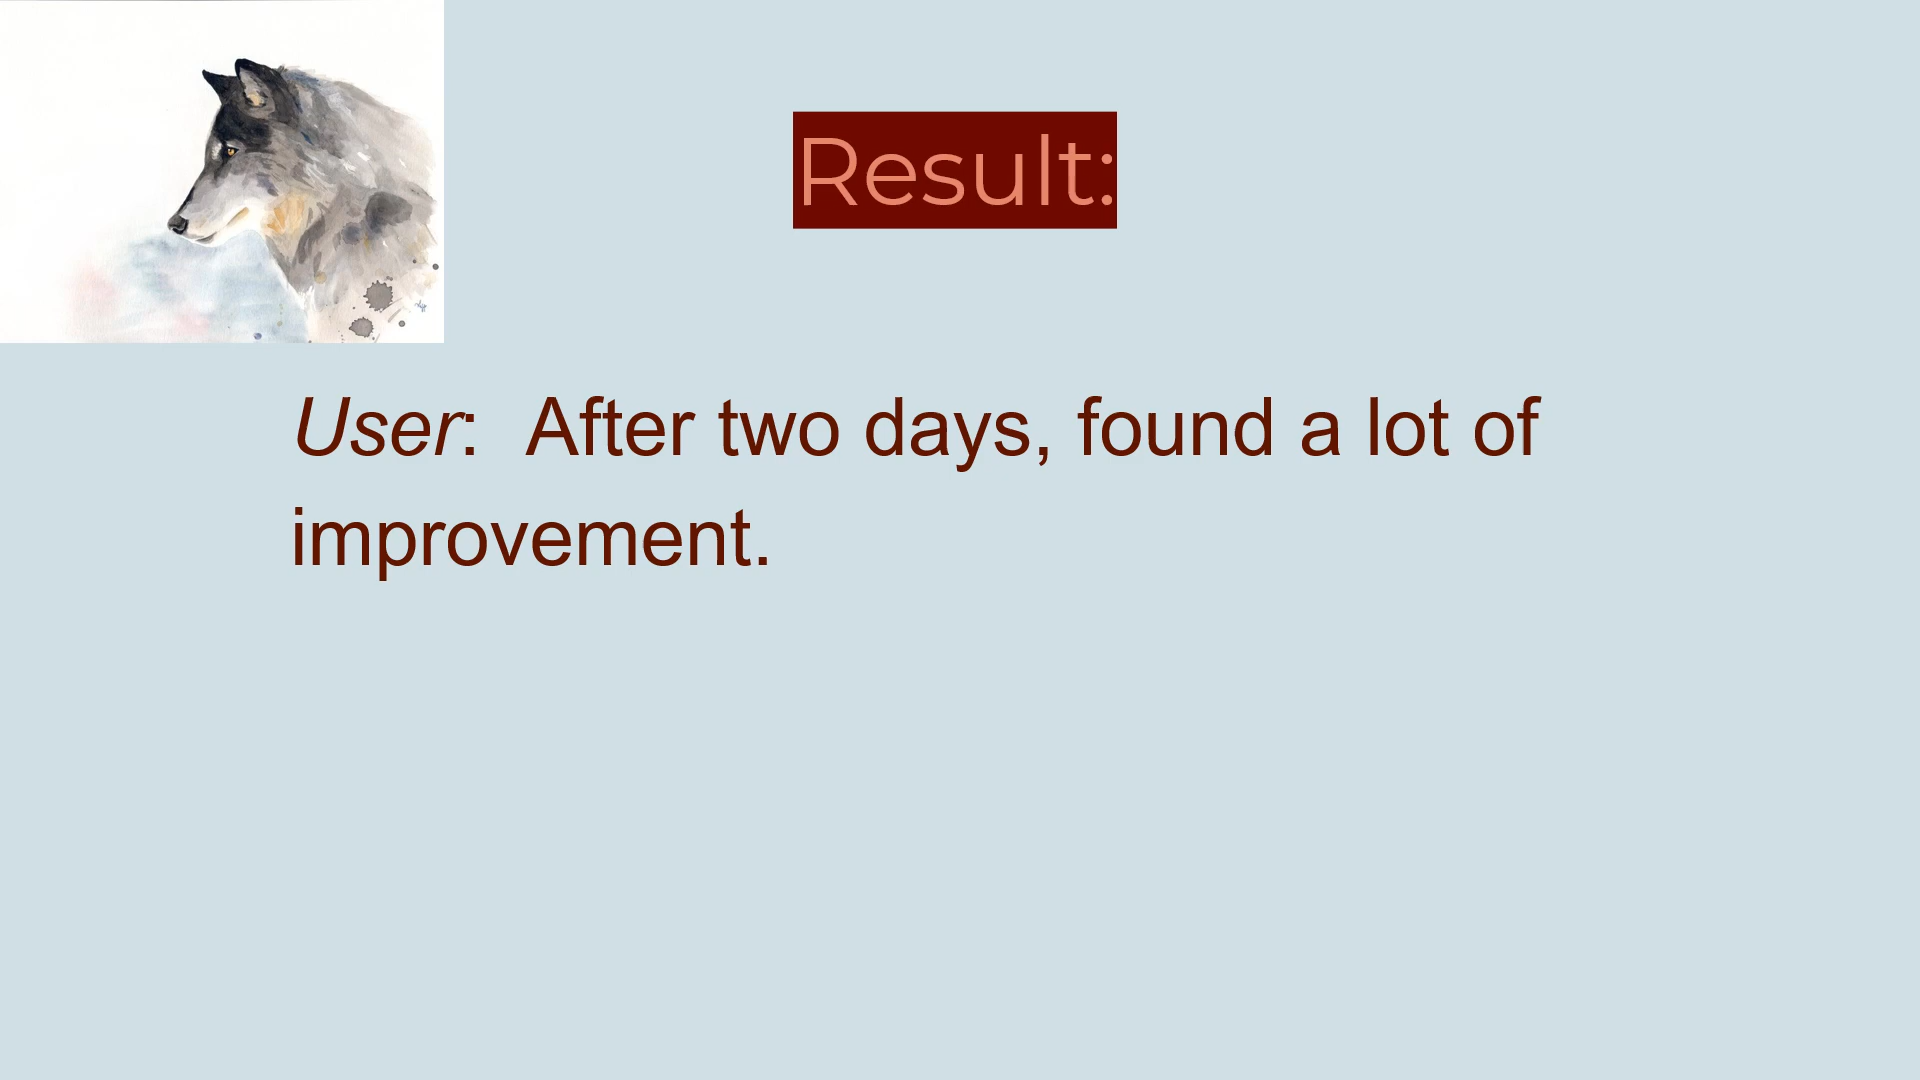 Result:
User:  After two days, found a lot of
improvement.